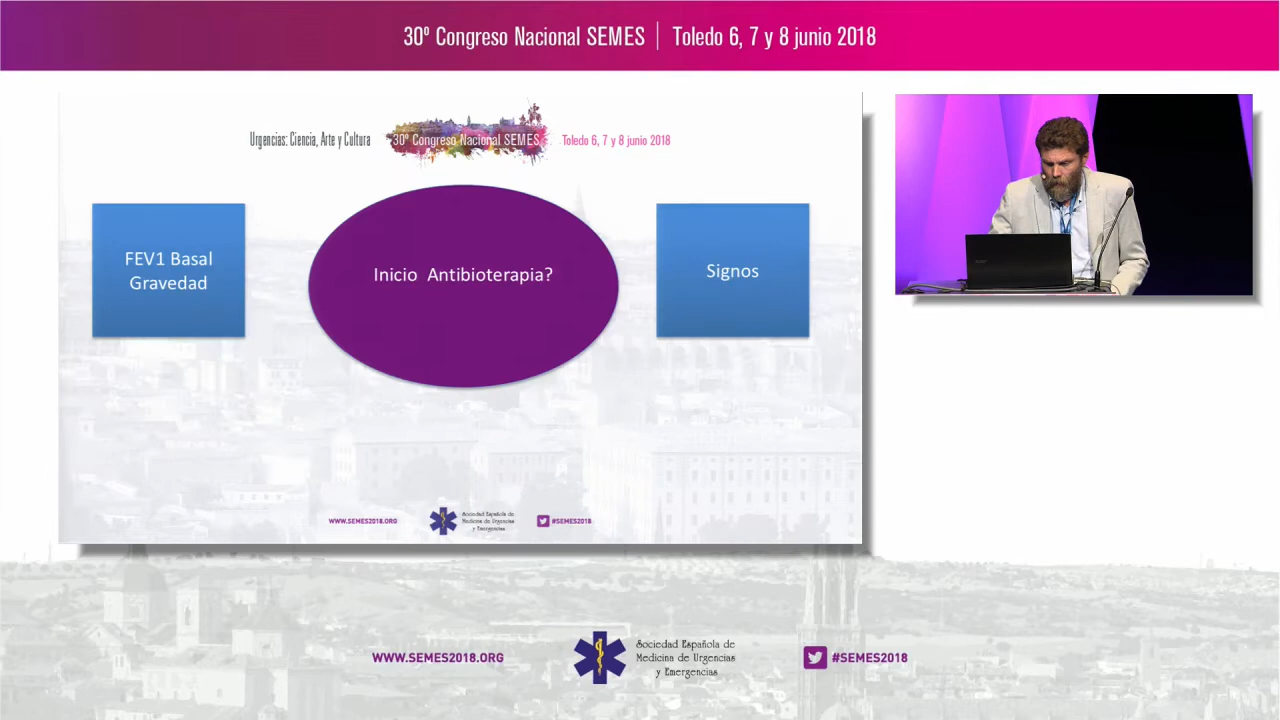 30º Congreso Nacional SEMES | Toledo 6, 7 y 8 junio 2018
Urgencias: Ciencia, Arte y Cultura
30º Congreso Nacional SEMES
Toledo 6, 7 y 8 junio 2018
FEV1 Basal
Gravedad
Inicio Antibioterapia?
Signos
WWW.SEMES2018.ORG
Sociedad Española de
Medicina de Urgencias
y Emergencias
#SEMES2018
WWW.SEMES2018.ORG
Sociedad Española de
Medicina de Urgencias
y Emergencias
#SEMES2018